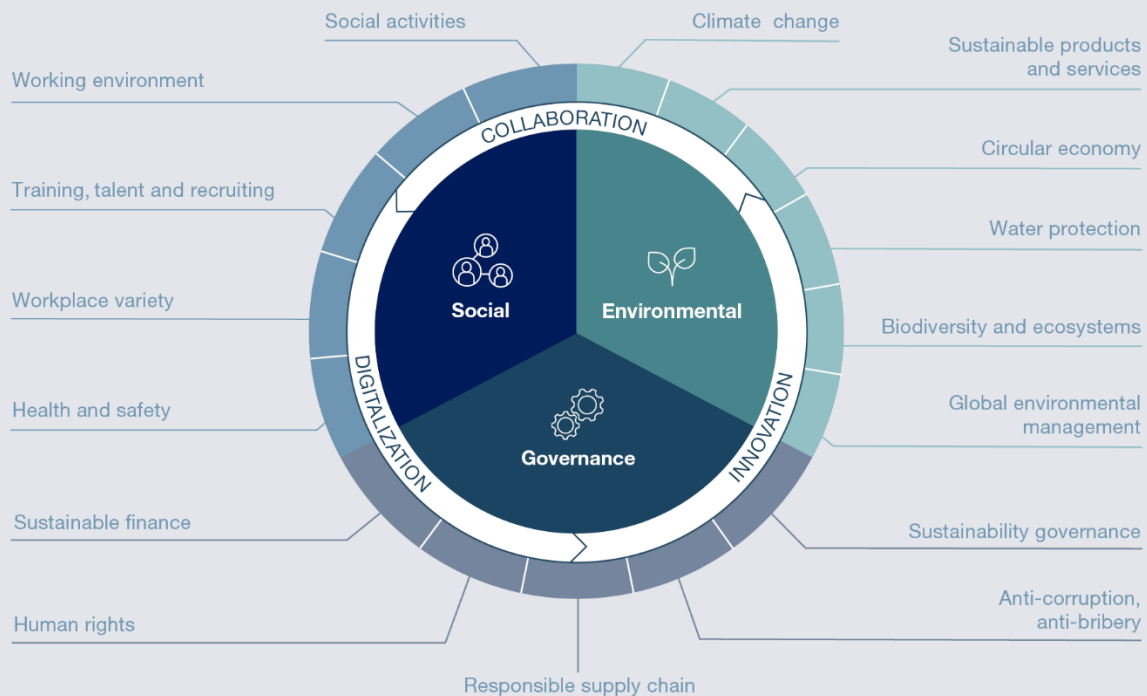 Social activities
Climate change
Sustainable products
and services
Working environment
COLLABORATION
Circular economy
Training, talent and recruiting
Water protection
Social
Environmental
Workplace variety
Biodiversity and ecosystems
DIGITALIZATION
INNOVATION
Health and safety
Global environmental
management
Governance
Sustainable finance
Sustainability governance
Anti-corruption,
anti-bribery
Human rights
Responsible supply chain